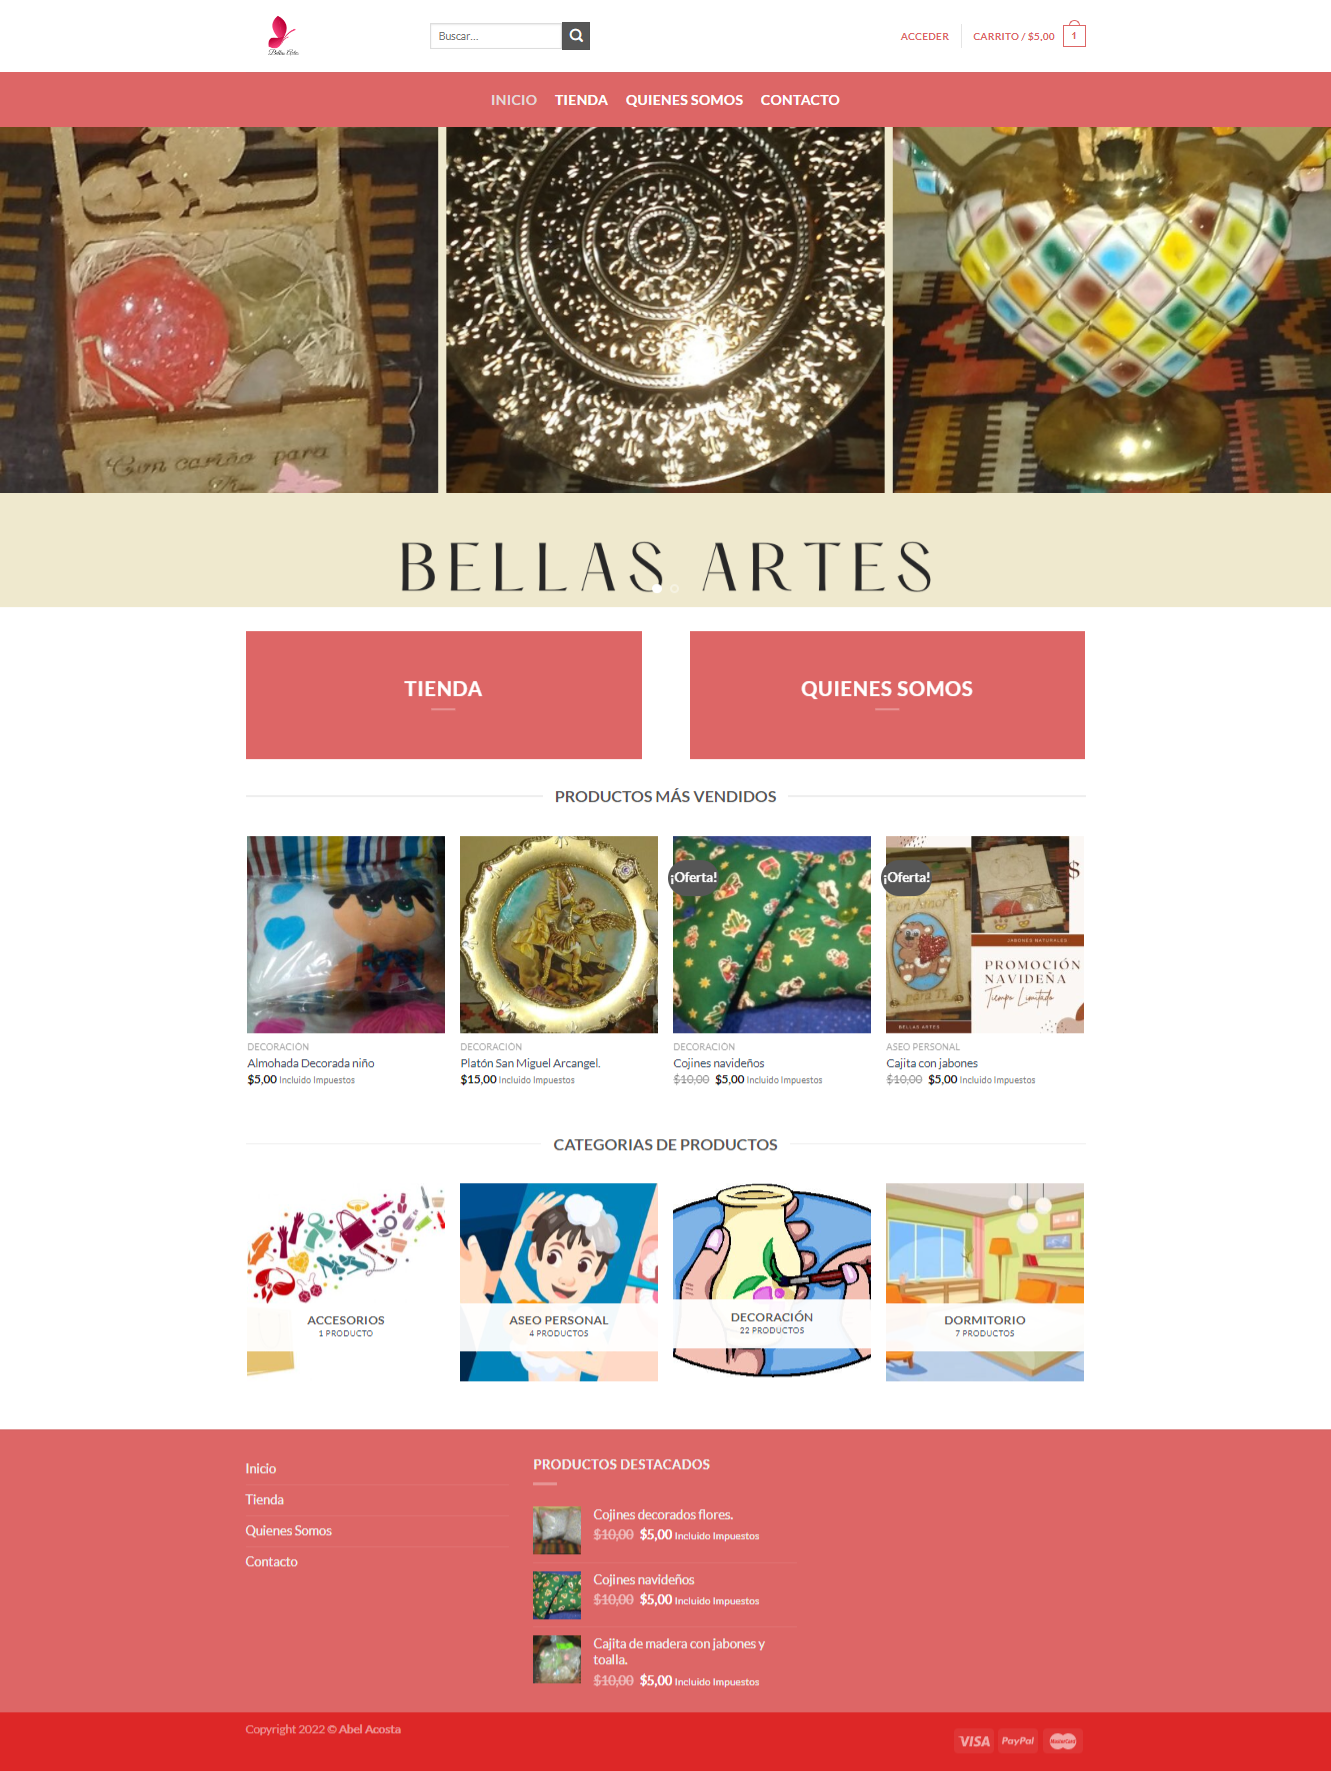 Bellas Artes
Buscar...
ACCEDER
CARRITO / $5,00
1
INICIO
TIENDA
QUIENES SOMOS
CONTACTO
Con cariño para
Ti
BELLAS ARTES
TIENDA
QUIENES SOMOS
PRODUCTOS MÁS VENDIDOS
¡Oferta!
¡Oferta!
Con Amor
$
JABONES NATURALES
PROMOCIÓN
NAVIDEÑA
Tiempo Limitado
para Ti
BELLAS ARTES
DECORACIÓN
Almohada Decorada niño
$5,00 Incluido Impuestos
DECORACIÓN
Platón San Miguel Arcangel.
$15,00 Incluido Impuestos
DECORACIÓN
Cojines navideños
$10,00 $5,00 Incluido Impuestos
ASEO PERSONAL
Cajita con jabones
$10,00 $5,00 Incluido Impuestos
CATEGORIAS DE PRODUCTOS
ACCESORIOS
1 PRODUCTO
ASEO PERSONAL
4 PRODUCTOS
DECORACIÓN
22 PRODUCTOS
DORMITORIO
7 PRODUCTOS
Inicio
Tienda
Quienes Somos
Contacto
PRODUCTOS DESTACADOS
Cojines decorados flores.
$10,00 $5,00 Incluido Impuestos
Cojines navideños
$10,00 $5,00 Incluido Impuestos
Cajita de madera con jabones y
toalla.
$10,00 $5,00 Incluido Impuestos
Copyright 2022 © Abel Acosta
VISA
PayPal
MasterCard